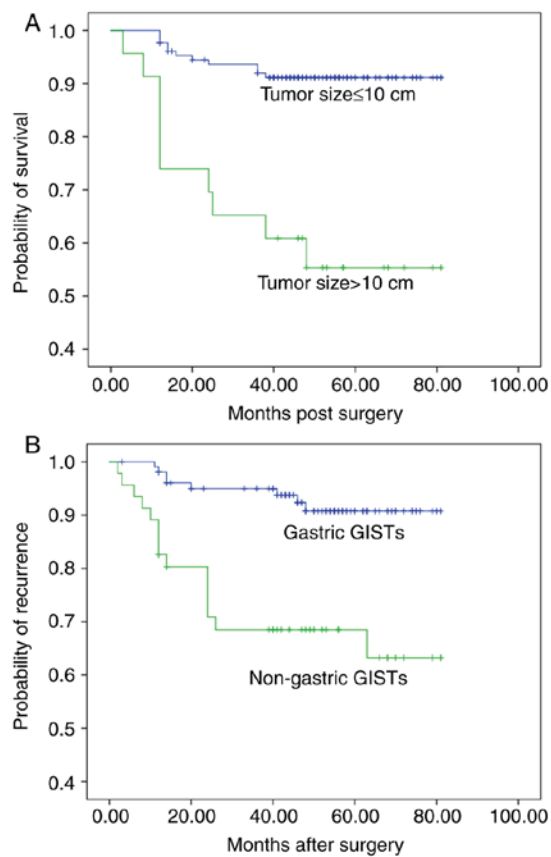 A
1.0
0.9
0.8
0.7
0.6
0.5
0.4
Probability of survival
Tumor size≤10 cm
Tumor size>10 cm
0.00 20.00 40.00 60.00 80.00 100.00
Months post surgery
B
1.0
0.9
0.8
0.7
0.6
0.5
0.4
Probability of recurrence
Gastric GISTs
Non-gastric GISTs
0.00 20.00 40.00 60.00 80.00 100.00
Months after surgery